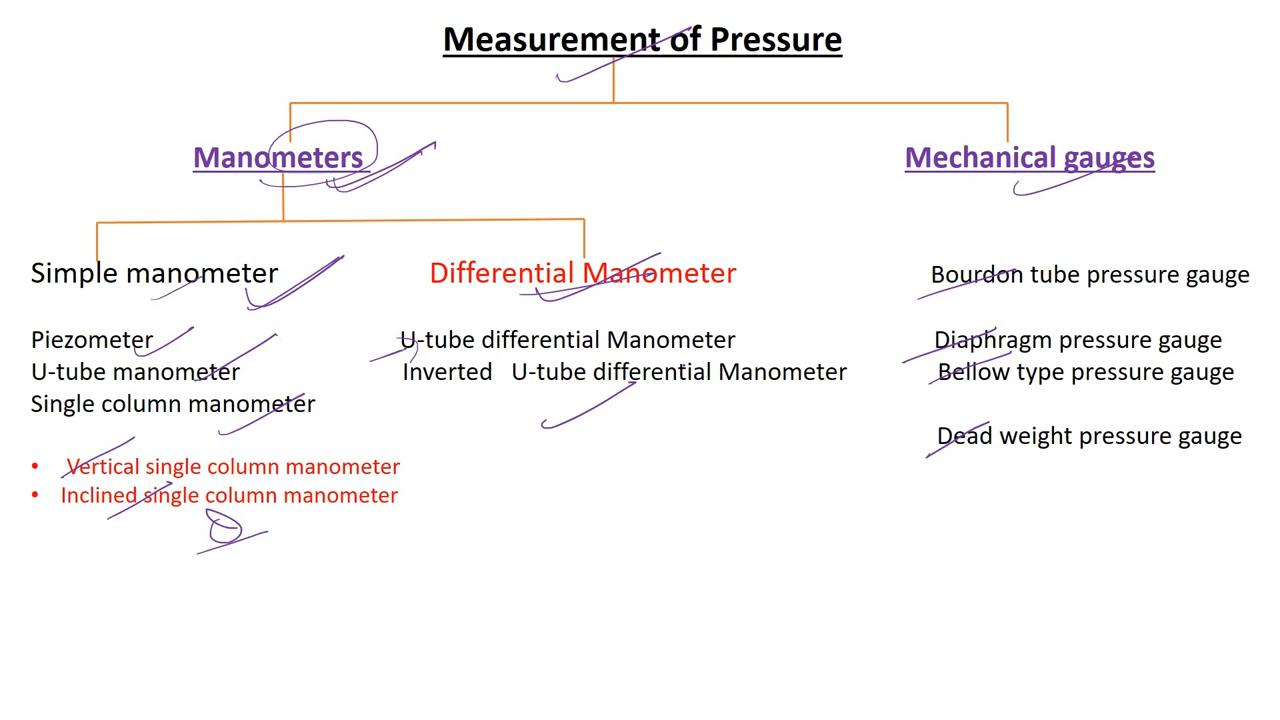 Measurement of Pressure
Manometers
Mechanical gauges
Simple manometer
Differential Manometer
Piezometer
U-tube manometer
Single column manometer
• Vertical single column manometer
• Inclined single column manometer
U-tube differential Manometer
Inverted U-tube differential Manometer
Bourdon tube pressure gauge
Diaphragm pressure gauge
Bellow type pressure gauge
Dead weight pressure gauge